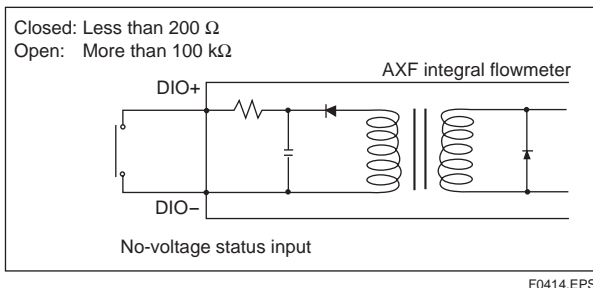 Closed: Less than 200 Ω
Open: More than 100 kΩ
AXF integral flowmeter
DIO+
DIO−
No-voltage status input
F0414.EPS